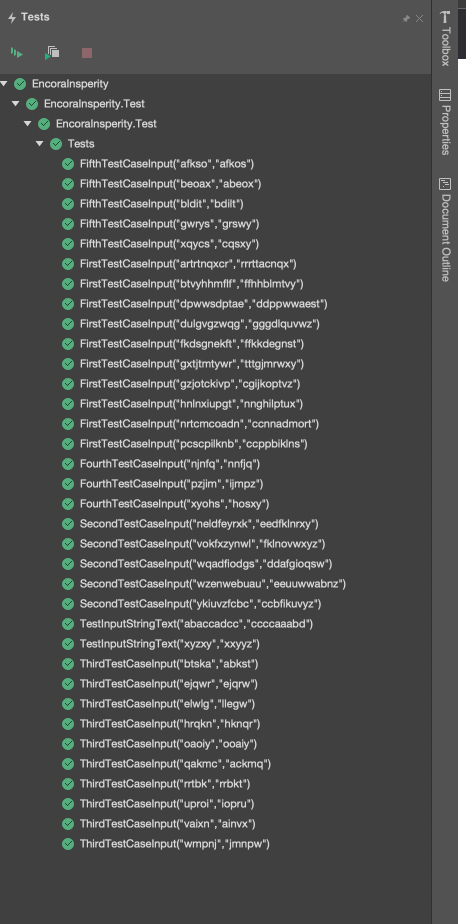 Tests
EncoraInsperity
EncoraInsperity.Test
EncoraInsperity.Test
Tests
FifthTestCaseInput("afkso","afkos")
FifthTestCaseInput("beoax","abeox")
FifthTestCaseInput("bldit","bdilt")
FifthTestCaseInput("gwrys","grswy")
FifthTestCaseInput("xqycs","cqsxy")
FirstTestCaseInput("artrtnqxcr","rrrttacnqx")
FirstTestCaseInput("btvyhhmflf","ffhhblmtvy")
FirstTestCaseInput("dpwwsdptae","ddppwwaest")
FirstTestCaseInput("dulgvgzwqg","gggdlquvwz")
FirstTestCaseInput("fkdsgnekft","ffkkdegnst")
FirstTestCaseInput("gxtjtmtywr","tttgjmrwxy")
FirstTestCaseInput("gzjotckivp","cgijkoptvz")
FirstTestCaseInput("hnlnxiupgt","nnghilptux")
FirstTestCaseInput("nrtcmcoadn","ccnnadmort")
FirstTestCaseInput("pcscpilknb","ccppbiklns")
FourthTestCaseInput("njnfq","nnfjq")
FourthTestCaseInput("pzjim","ijmpz")
FourthTestCaseInput("xyohs","hosxy")
SecondTestCaseInput("neldfeyrxk","eedfklnrxy")
SecondTestCaseInput("vokfxzynwl","fklnovwxyz")
SecondTestCaseInput("wqadfiodgs","ddafgioqsw")
SecondTestCaseInput("wzenwebuau","eeuuwwabnz")
SecondTestCaseInput("ykiuvzfcbc","ccbfikuvyz")
TestInputStringText("abaccadcc","ccccaaabd")
TestInputStringText("xyzxy","xxyyz")
ThirdTestCaseInput("btska","abkst")
ThirdTestCaseInput("ejqwr","ejqrw")
ThirdTestCaseInput("elwlg","llegw")
ThirdTestCaseInput("hrqkn","hknqr")
ThirdTestCaseInput("oaoiy","ooaiy")
ThirdTestCaseInput("qakmc","ackmq")
ThirdTestCaseInput("rrtbk","rrbkt")
ThirdTestCaseInput("uproi","iopru")
ThirdTestCaseInput("vaixn","ainvx")
ThirdTestCaseInput("wmpnj","jmnpw")
Toolbox
Properties
Document Outline